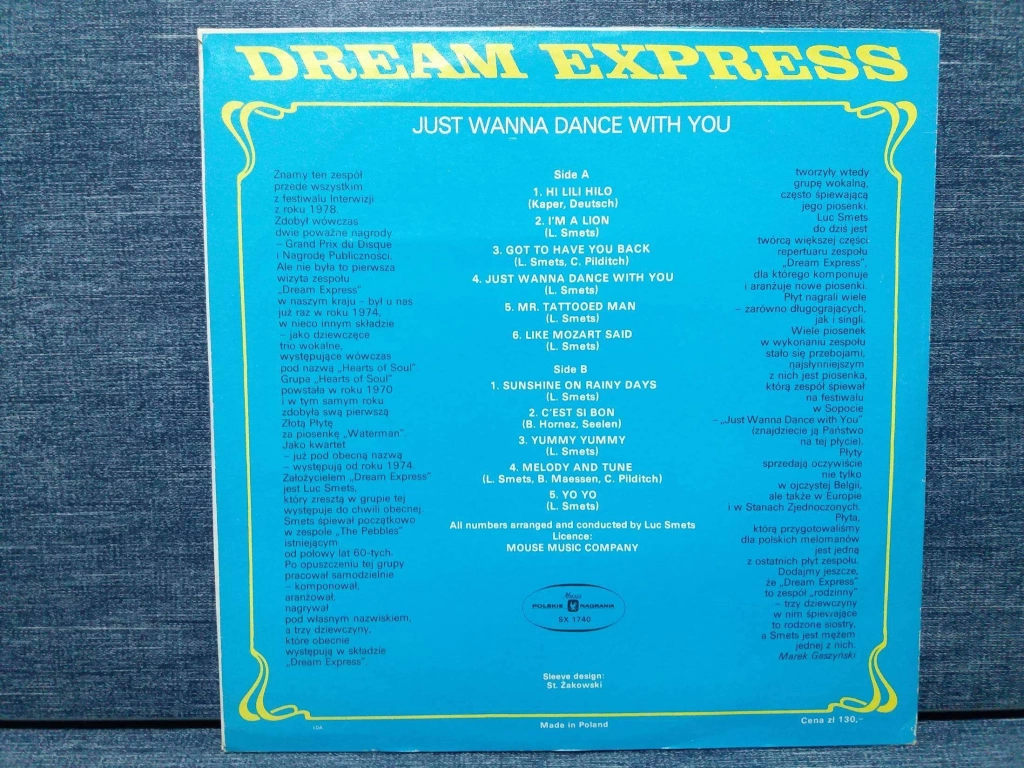 DREAM EXPRESS
JUST WANNA DANCE WITH YOU
Znamy ten zespół
przede wszystkim
z festiwalu Interwizji
z roku 1978.
Zdobył wówczas
dwie poważne nagrody
– Grand Prix du Disque
i Nagrodę Publiczności.
Ale nie była to pierwsza
wizyta zespołu
„Dream Express”
w naszym kraju – był u nas
już raz w roku 1974,
w nieco innym składzie
– jako dziewczęce
trio wokalne,
występujące wówczas
pod nazwą „Hearts of Soul”.
Grupa „Hearts of Soul”
powstała w roku 1970
i w tym samym roku
zdobyła swą pierwszą
Złotą Płytę
za piosenkę „Waterman”.
Jako kwartet
– już pod obecną nazwą
– występują od roku 1974.
Założycielem „Dream Express”
jest Luc Smets,
który zresztą w grupie tej
występuje do chwili obecnej.
Smets śpiewał początkowo
w zespole „The Pebbles”
istniejącym
od połowy lat 60-tych.
Po opuszczeniu tej grupy
pracował samodzielnie
– komponował,
aranżował,
nagrywał
pod własnym nazwiskiem,
a trzy dziewczyny,
które obecnie
występują w składzie
„Dream Express”
Side A
1. HI LILI HILO
(Kaper, Deutsch)
2. I'M A LION
(L. Smets)
3. GOT TO HAVE YOU BACK
(L. Smets, C. Pilditch)
4. JUST WANNA DANCE WITH YOU
(L. Smets)
5. MR. TATTOOED MAN
(L. Smets)
6. LIKE MOZART SAID
(L. Smets)
Side B
1. SUNSHINE ON RAINY DAYS
(L. Smets)
2. C'EST SI BON
(B. Hornez, Seelen)
3. YUMMY YUMMY
(L. Smets)
4. MELODY AND TUNE
(L. Smets, B. Maessen, C. Pilditch)
5. YO YO
(L. Smets)
All numbers arranged and conducted by Luc Smets
Licence:
MOUSE MUSIC COMPANY
Muza
POLSKIE NAGRANIA
SX 1740
Sleeve design:
St. Żakowski
tworzyły wtedy
grupę wokalną,
często śpiewającą
jego piosenki.
Luc Smets
do dziś jest
twórcą większej części
repertuaru zespołu
„Dream Express”,
dla którego komponuje
i aranżuje nowe piosenki.
Płyt nagrali wiele
– zarówno długogrających,
jak i singli.
Wiele piosenek
w wykonaniu zespołu
stało się przebojami,
najsłynniejszym
z nich jest piosenka,
którą zespół śpiewał
na festiwalu
w Sopocie
– „Just Wanna Dance with You”
(znajdziecie ją Państwo
na tej płycie).
Płyty
sprzedają oczywiście
nie tylko
w ojczystej Belgii,
ale także w Europie
i w Stanach Zjednoczonych.
Płyta,
którą przygotowaliśmy
dla polskich melomanów
jest jedną
z ostatnich płyt zespołu.
Dodajmy jeszcze,
że „Dream Express”
to zespół „rodzinny”
– trzy dziewczyny
w nim śpiewające
to rodzone siostry,
a Smets jest mężem
jednej z nich.
Marek Gaszyński
LDA
Made in Poland
Cena zł 130,–